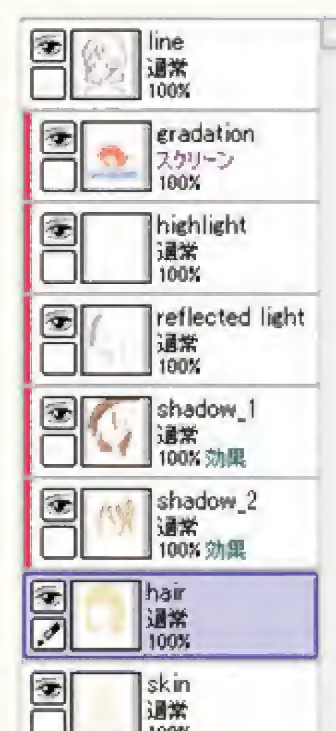 line
通常
100%
gradation
スクリーン
100%
highlight
通常
100%
reflected light
通常
100%
shadow_1
通常
100% 効果
shadow_2
通常
100% 効果
hair
通常
100%
skin
通常
100%